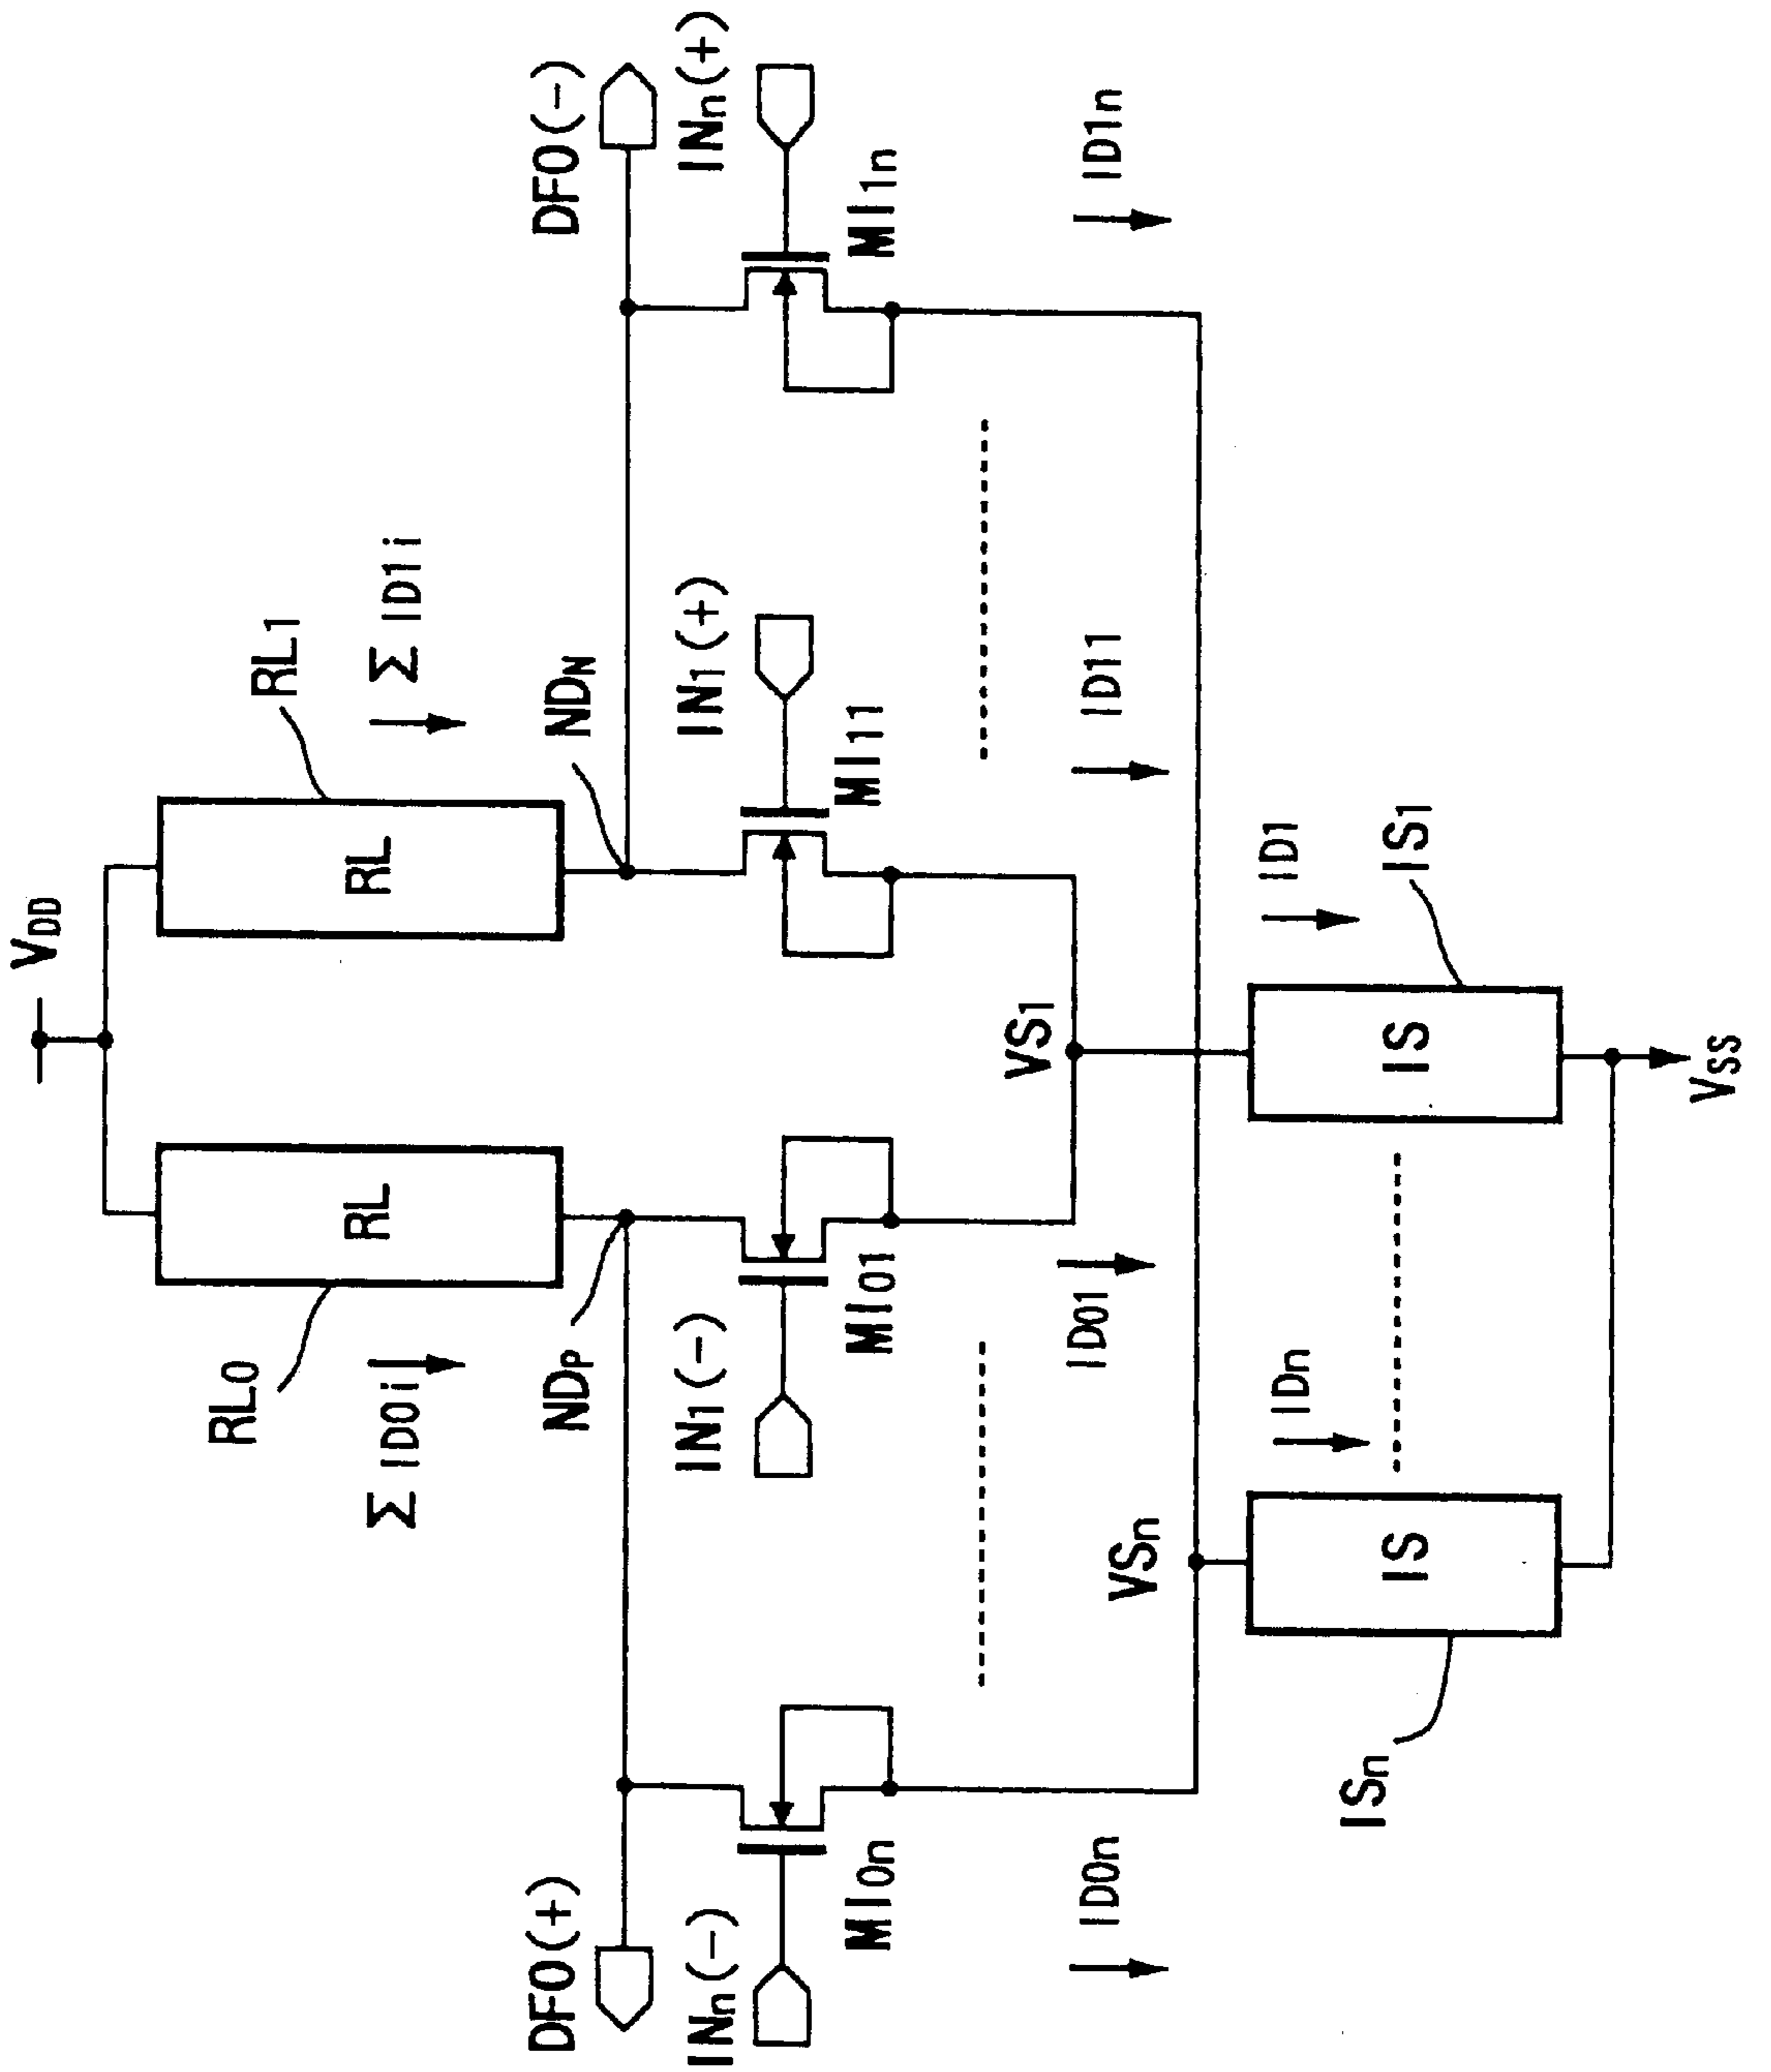 VDD
RL0
RL
RL
RL1
Σ ID0i
Σ ID1i
DFO(+)
NDP
NDN
DFO(-)
INn(-)
IN1(-)
IN1(+)
INn(+)
MI0n
MI01
MI11
MI1n
VS1
ID0n
ID01
ID11
ID1n
VSn
IDn
ID1
ISn
IS
IS
IS1
VSS